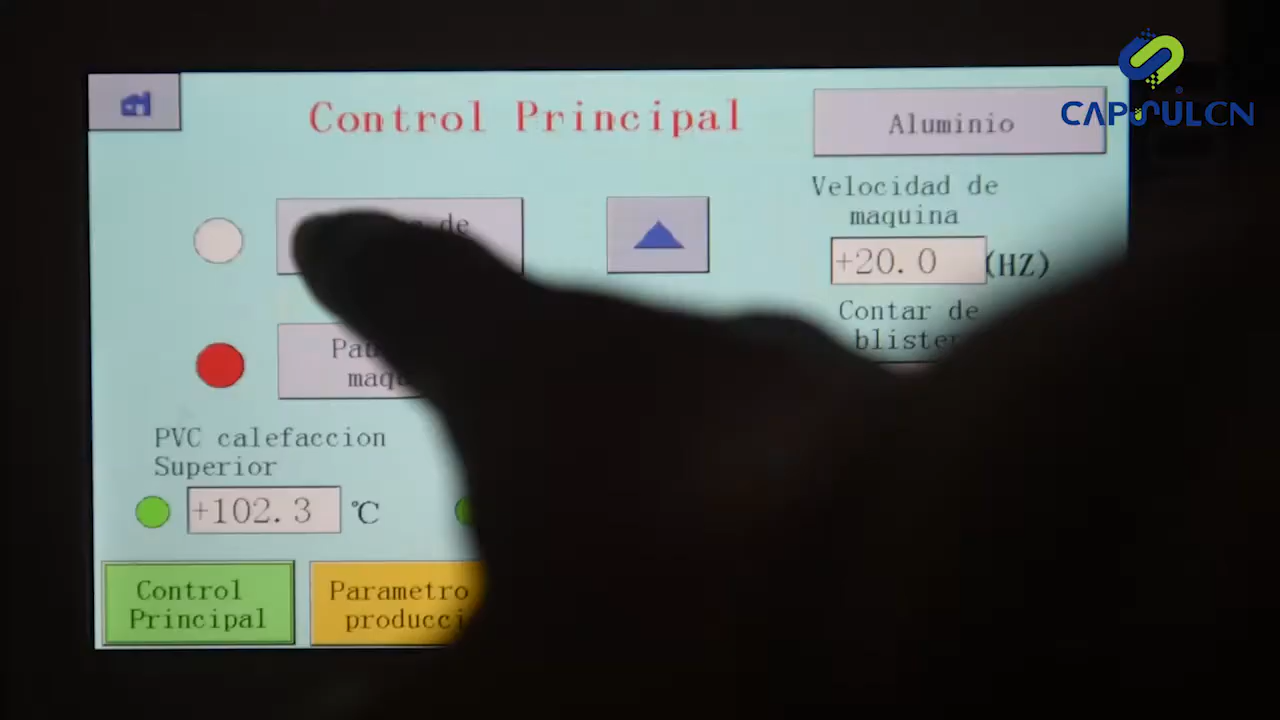 CAPSULCN
Control Principal
Aluminio
Velocidad de
maquina
de
+20.0 (HZ)
Contar de
maq
PVC calefaccion
Superior
+102.3 ℃
Control
Principal
Parametro